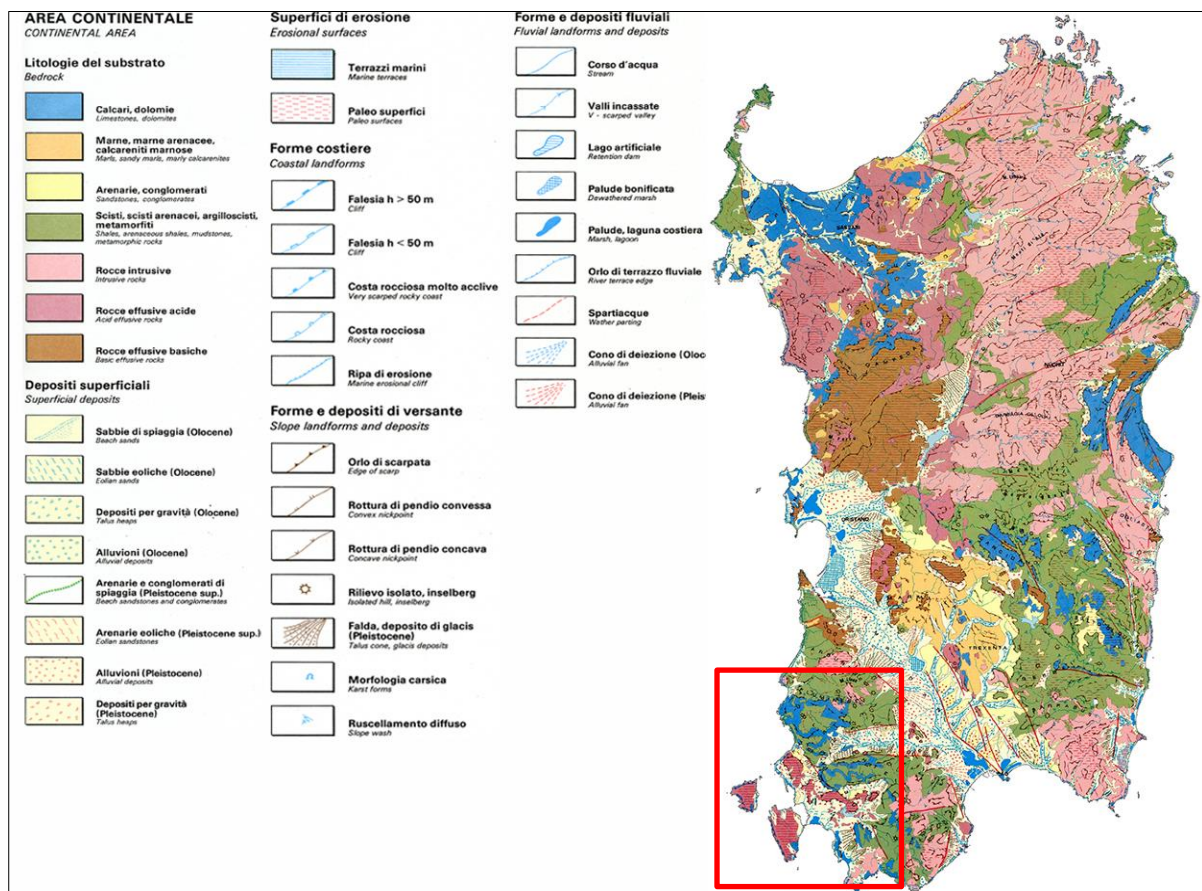 AREA CONTINENTALE
CONTINENTAL AREA
Litologie del substrato
Bedrock
Calcari, dolomie
Limestones, dolomites
Marne, marne arenacee,
calcareniti marnose
Marls, sandy marls, marly calcarenites
Arenarie, conglomerati
Sandstones, conglomerates
Scisti, scisti arenacei, argilloscisti,
metamorfiti
Shales, arenaceous shales, mudstones,
metamorphic rocks
Rocce intrusive
Intrusive rocks
Rocce effusive acide
Acid effusive rocks
Rocce effusive basiche
Basic effusive rocks
Depositi superficiali
Superficial deposits
Sabbie di spiaggia (Olocene)
Beach sands
Sabbie eoliche (Olocene)
Eolian sands
Depositi per gravità (Olocene)
Talus heaps
Alluvioni (Olocene)
Alluvial deposits
Arenarie e conglomerati di
spiaggia (Pleistocene sup.)
Beach sandstones and conglomerates
Arenarie eoliche (Pleistocene sup.)
Eolian sandstones
Alluvioni (Pleistocene)
Alluvial deposits
Depositi per gravità
(Pleistocene)
Talus heaps
Superfici di erosione
Erosional surfaces
Terrazzi marini
Marine terraces
Paleo superfici
Paleo surfaces
Forme costiere
Coastal landforms
Falesia h > 50 m
Cliff
Falesia h < 50 m
Cliff
Costa rocciosa molto acclive
Very scarped rocky coast
Costa rocciosa
Rocky coast
Ripa di erosione
Marine erosional cliff
Forme e depositi di versante
Slope landforms and deposits
Orlo di scarpata
Edge of scarp
Rottura di pendio convessa
Convex nickpoint
Rottura di pendio concava
Concave nickpoint
Rilievo isolato, inselberg
Isolated hill, inselberg
Falda, deposito di glacis
(Pleistocene)
Talus cone, glacis deposits
Morfologia carsica
Karst forms
Ruscellamento diffuso
Slope wash
Forme e depositi fluviali
Fluvial landforms and deposits
Corso d'acqua
Stream
Valli incassate
V - scarped valley
Lago artificiale
Retention dam
Palude bonificata
Dewathered marsh
Palude, laguna costiera
Marsh, lagoon
Orlo di terrazzo fluviale
River terrace edge
Spartiacque
Wather parting
Cono di deiezione (Oloc
Alluvial fan
Cono di deiezione (Pleis
Alluvial fan
SASSARI
NUORO
ORISTANO
TREXENTA